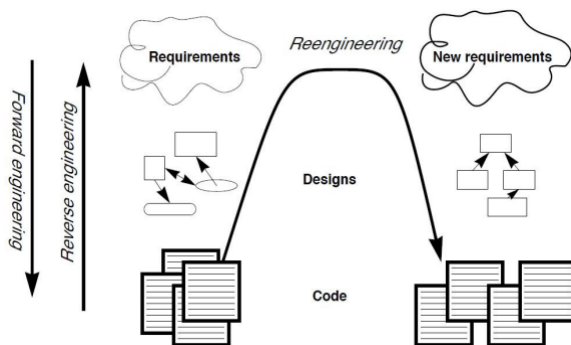 Reengineering
Requirements
New requirements
Forward engineering
Reverse engineering
Designs
Code